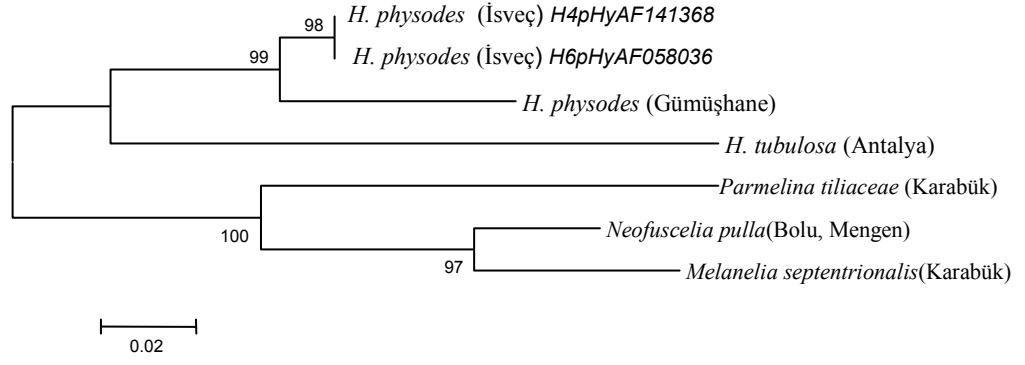 98
H. physodes (İsveç) H4pHyAF141368
99
H. physodes (İsveç) H6pHyAF058036
H. physodes (Gümüşhane)
H. tubulosa (Antalya)
Parmelina tiliaceae (Karabük)
100
Neofuscelia pulla(Bolu, Mengen)
97
Melanelia septentrionalis(Karabük)
0.02